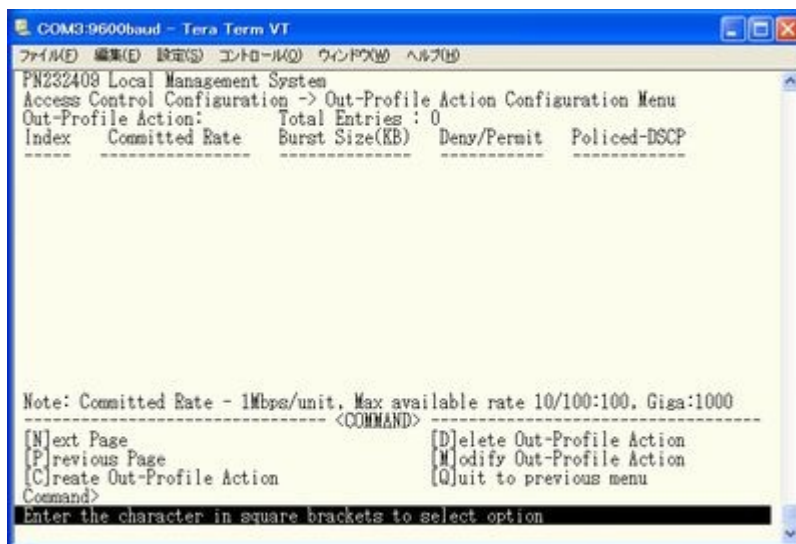 COM3:9600baud - Tera Term VT
ファイル(F) 編集(E) 設定(S) コントロール(O) ウィンドウ(W) ヘルプ(H)
PN232409 Local Management System
Access Control Configuration -> Out-Profile Action Configuration Menu
Out-Profile Action: Total Entries : 0
Index Committed Rate Burst Size(KB) Deny/Permit Policed-DSCP
----- ---------------- -------------- ----------- ------------
Note: Committed Rate - 1Mbps/unit, Max available rate 10/100:100, Giga:1000
----------------------------------- <COMMAND> -----------------------------------
[N]ext Page [D]elete Out-Profile Action
[P]revious Page [M]odify Out-Profile Action
[C]reate Out-Profile Action [Q]uit to previous menu
Command>
Enter the character in square brackets to select option